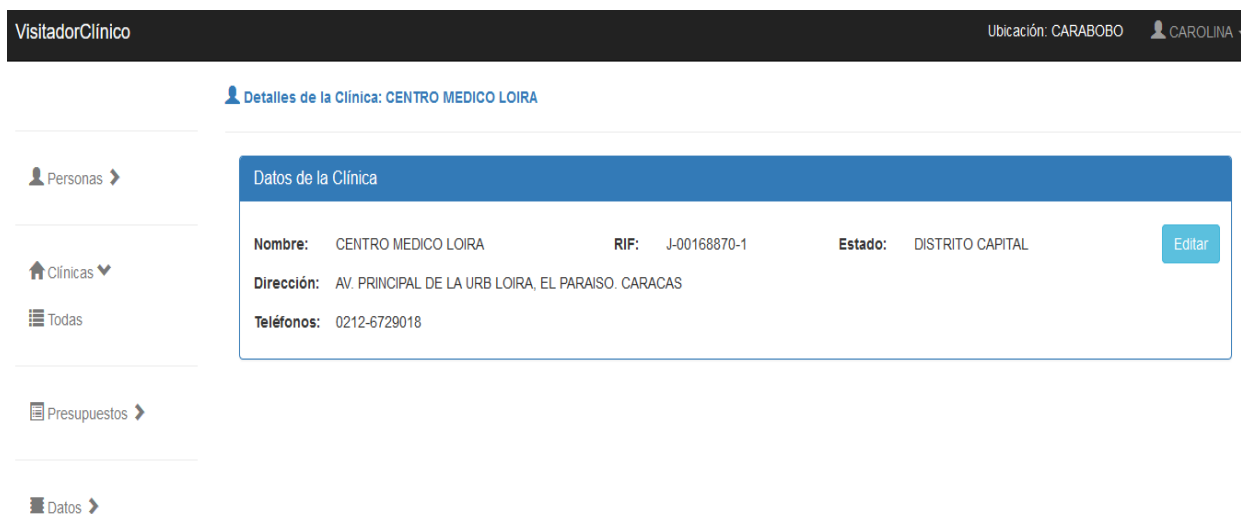 VisitadorClínico
Ubicación: CARABOBO CAROLINA
Detalles de la Clínica: CENTRO MEDICO LOIRA
Personas
Clínicas
Todas
Presupuestos
Datos
Datos de la Clínica
Nombre: CENTRO MEDICO LOIRA RIF: J-00168870-1 Estado: DISTRITO CAPITAL Editar
Dirección: AV. PRINCIPAL DE LA URB LOIRA, EL PARAISO. CARACAS
Teléfonos: 0212-6729018